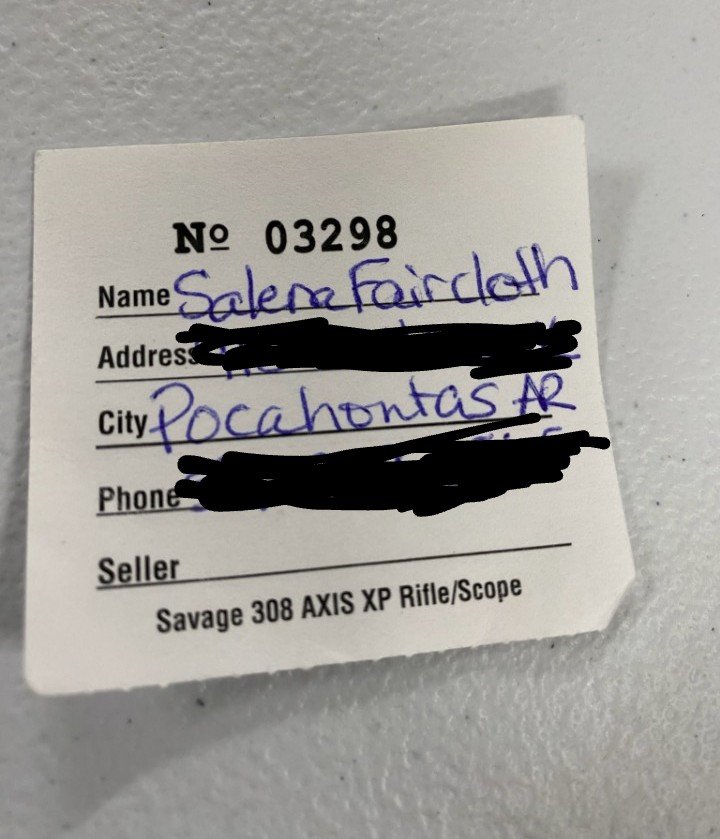 Nº 03298
Name Salena Faircloth
Address
City Pocahontas AR
Phone
Seller
Savage 308 AXIS XP Rifle/Scope